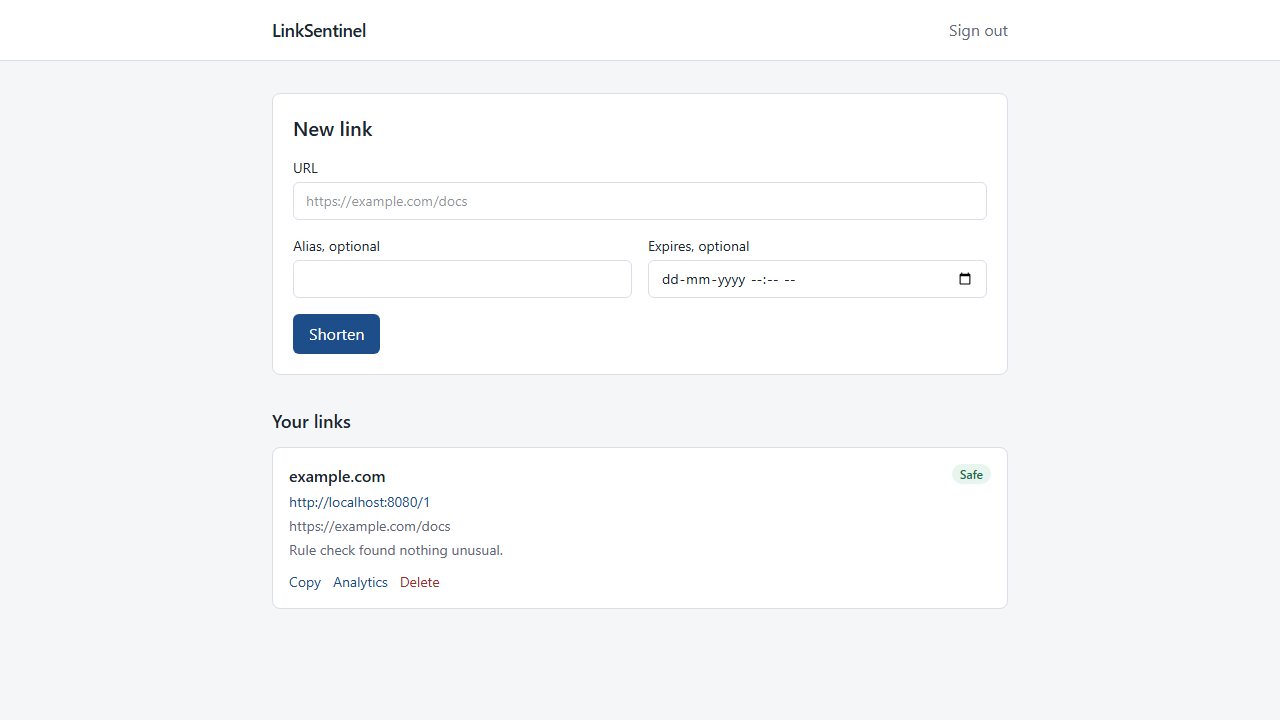 LinkSentinel
Sign out
New link
URL
https://example.com/docs
Alias, optional
Expires, optional
dd-mm-yyyy --:-- --
Shorten
Your links
example.com
Safe
http://localhost:8080/1
https://example.com/docs
Rule check found nothing unusual.
Copy Analytics Delete